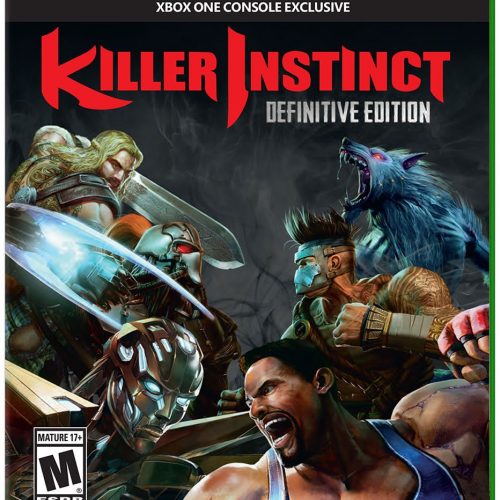 XBOX ONE CONSOLE EXCLUSIVE
KILLER INSTINCT
DEFINITIVE EDITION
MATURE 17+
M
ESRB